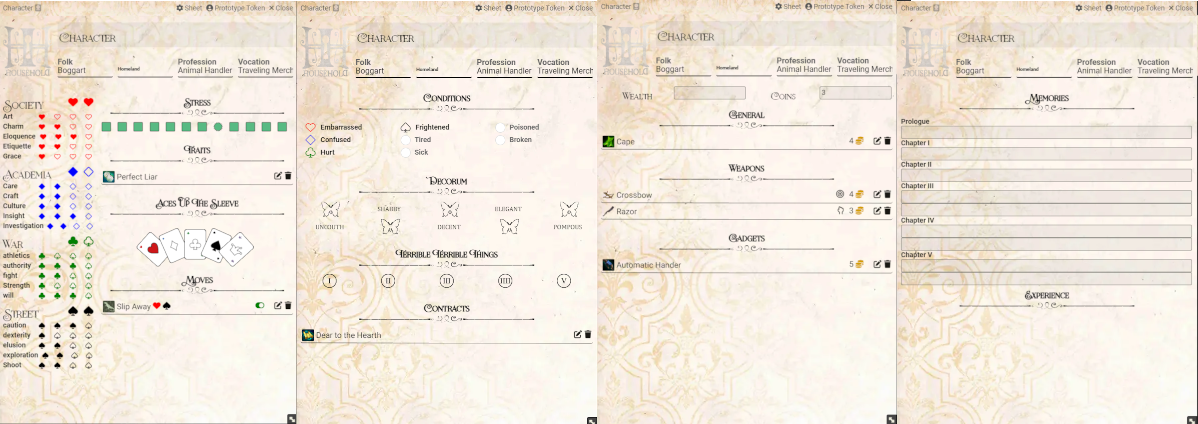 Character
Sheet Prototype Token Close
HOUSEHOLD
Character
Folk
Boggart
Homeland
Profession
Animal Handler
Vocation
Traveling Merch
Society
Art
Charm
Eloquence
Etiquette
Grace
Academia
Care
Craft
Culture
Insight
Investigation
War
athletics
authority
fight
Strength
will
Street
caution
dexterity
elusion
exploration
Shoot
Stress
Traits
Perfect Liar
Aces Up The Sleeve
Moves
Slip Away
Character
Sheet Prototype Token Close
HOUSEHOLD
Character
Folk
Boggart
Homeland
Profession
Animal Handler
Vocation
Traveling Merch
Conditions
Embarrassed Frightened Poisoned
Confused Tired Broken
Hurt Sick
Decorum
SHABBY ELEGANT
UNCOUTH DECENT POMPOUS
Terrible Terrible Things
I II III IIII V
Contracts
Dear to the Hearth
Character
Sheet Prototype Token Close
HOUSEHOLD
Character
Folk
Boggart
Homeland
Profession
Animal Handler
Vocation
Traveling Merch
Wealth Coins 3
General
Cape 4
Weapons
Crossbow 4
Razor 3
Gadgets
Automatic Hander 5
Character
Sheet Prototype Token Close
HOUSEHOLD
Character
Folk
Boggart
Homeland
Profession
Animal Handler
Vocation
Traveling Merch
Memories
Prologue
Chapter I
Chapter II
Chapter III
Chapter IV
Chapter V
Experience